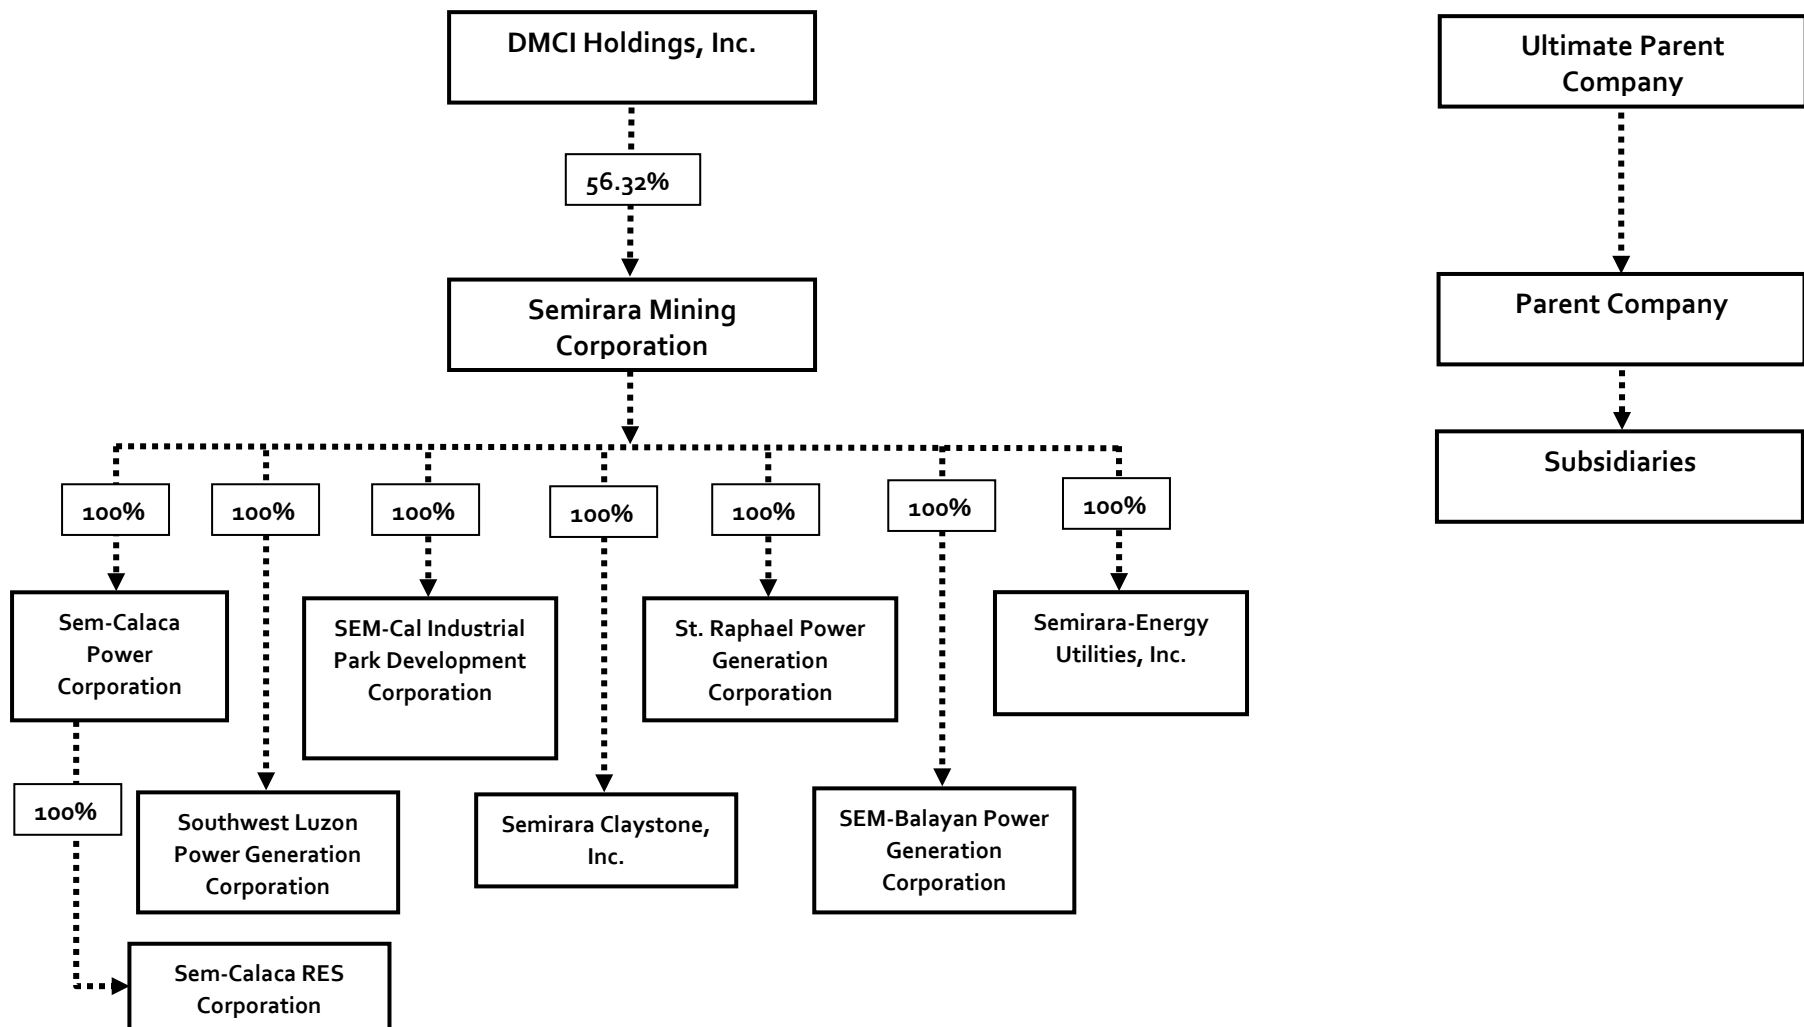 DMCI Holdings, Inc.
Ultimate Parent
Company
56.32%
Semirara Mining
Corporation
Parent Company
Subsidiaries
100%
100%
100%
100%
100%
100%
100%
Sem-Calaca
Power
Corporation
SEM-Cal Industrial
Park Development
Corporation
St. Raphael Power
Generation
Corporation
Semirara-Energy
Utilities, Inc.
100%
Southwest Luzon
Power Generation
Corporation
Semirara Claystone,
Inc.
SEM-Balayan Power
Generation
Corporation
Sem-Calaca RES
Corporation